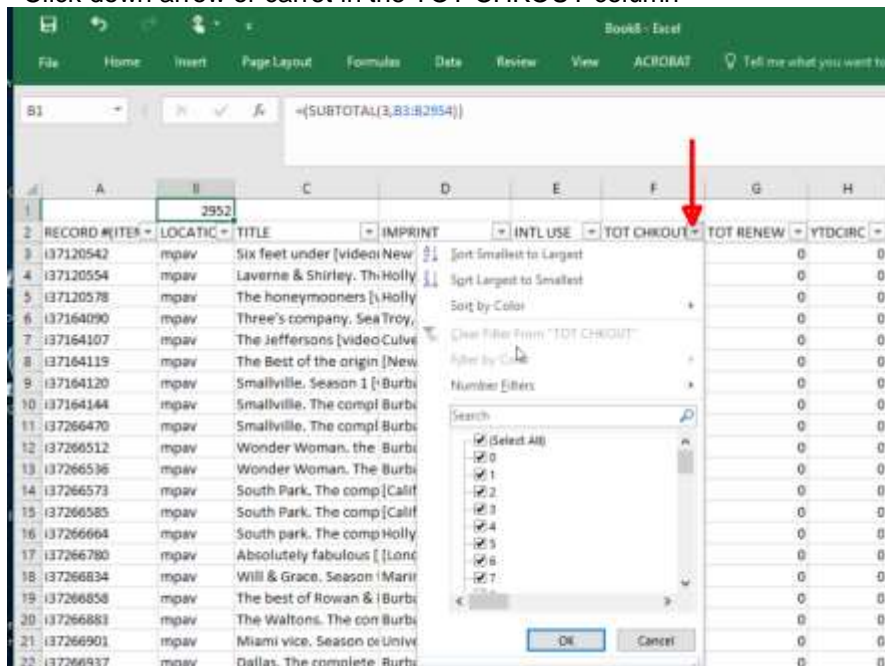 Click down arrow or carrot in the TOT CHKOUT column
Book8 - Excel
File Home Insert Page Layout Formulas Data Review View ACROBAT Tell me what you want to
B1 fx =(SUBTOTAL(3,B3:B2954))
A B C D E F G H
1 2952
2 RECORD #(ITEM LOCATIO TITLE IMPRINT INTL USE TOT CHKOUT TOT RENEW YTDCIRC
3 i37120542 mpav Six feet under [videor New 0 0
4 i37120554 mpav Laverne & Shirley. Th Holly 0 0
5 i37120578 mpav The honeymooners [v Holly 0 0
6 i37164090 mpav Three's company. Sea Troy, 0 0
7 i37164107 mpav The Jeffersons [video Culve 0 0
8 i37164119 mpav The Best of the origin [New 0 0
9 i37164120 mpav Smallville. Season 1 [ Burba 0 0
10 i37164144 mpav Smallville. The compl Burba 0 0
11 i37266470 mpav Smallville. The compl Burba 0 0
12 i37266512 mpav Wonder Woman. the Burba 0 0
13 i37266536 mpav Wonder Woman. The Burba 0 0
14 i37266573 mpav South Park. The comp [Calif 0 0
15 i37266585 mpav South Park. The comp [Calif 0 0
16 i37266664 mpav South park. The comp Holly 0 0
17 i37266780 mpav Absolutely fabulous [ [Lond 0 0
18 i37266834 mpav Will & Grace. Season Marin 0 0
19 i37266858 mpav The best of Rowan & Burba 0 0
20 i37266883 mpav The Waltons. The com Burba 0 0
21 i37266901 mpav Miami vice. Season Unive 0 0
22 i37266937 mpav Dallas. The complete Burba 0 0
Sort Smallest to Largest
Sort Largest to Smallest
Sort by Color
Clear Filter From "TOT CHKOUT"
Filter by Color
Number Filters
Search
(Select All)
0
1
2
3
4
5
6
7
OK Cancel